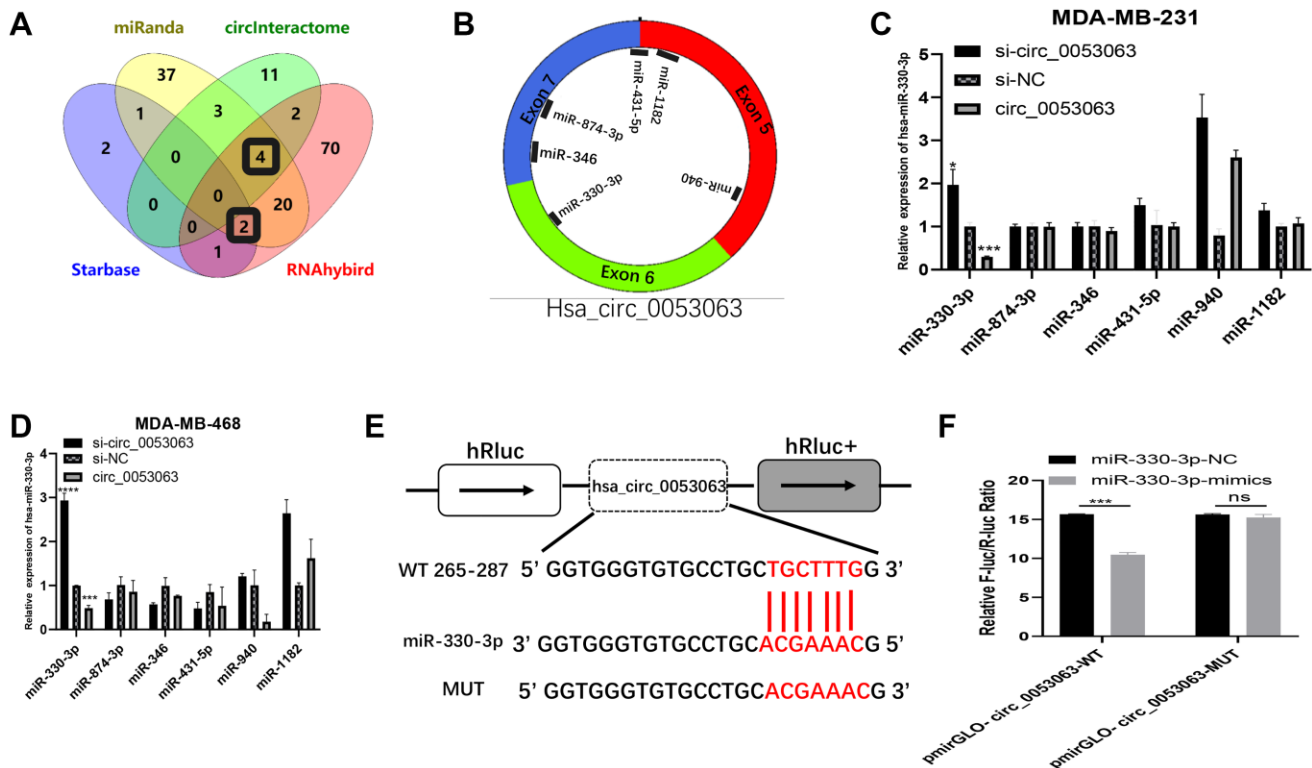 A
miRanda
circInteractome
37
11
1
3
2
2
0
4
70
0
0
0
20
2
1
Starbase
RNAhybird
B
Exon 7
Exon 5
Exon 6
miR-431-5p
miR-1182
miR-874-3p
miR-346
miR-940
miR-330-3p
Hsa_circ_0053063
C
MDA-MB-231
Relative expression of hsa-miR-330-3p
5
4
3
2
1
0
si-circ_0053063
si-NC
circ_0053063
*
***
miR-330-3p
miR-874-3p
miR-346
miR-431-5p
miR-940
miR-1182
D
MDA-MB-468
Relative expression of hsa-miR-330-3p
4
3
2
1
0
si-circ_0053063
si-NC
circ_0053063
****
***
miR-330-3p
miR-874-3p
miR-346
miR-431-5p
miR-940
miR-1182
E
hRluc
hsa_circ_0053063
hRluc+
WT 265-287 5' GGTGGGTGTGCCTGCTGCTTTGG 3'
miR-330-3p 3' GGTGGGTGTGCCTGCACGAAACG 5'
MUT 5' GGTGGGTGTGCCTGCACGAAACG 3'
F
miR-330-3p-NC
miR-330-3p-mimics
Relative F-luc/R-luc Ratio
20
15
10
5
0
***
ns
pmirGLO- circ_0053063-WT
pmirGLO- circ_0053063-MUT